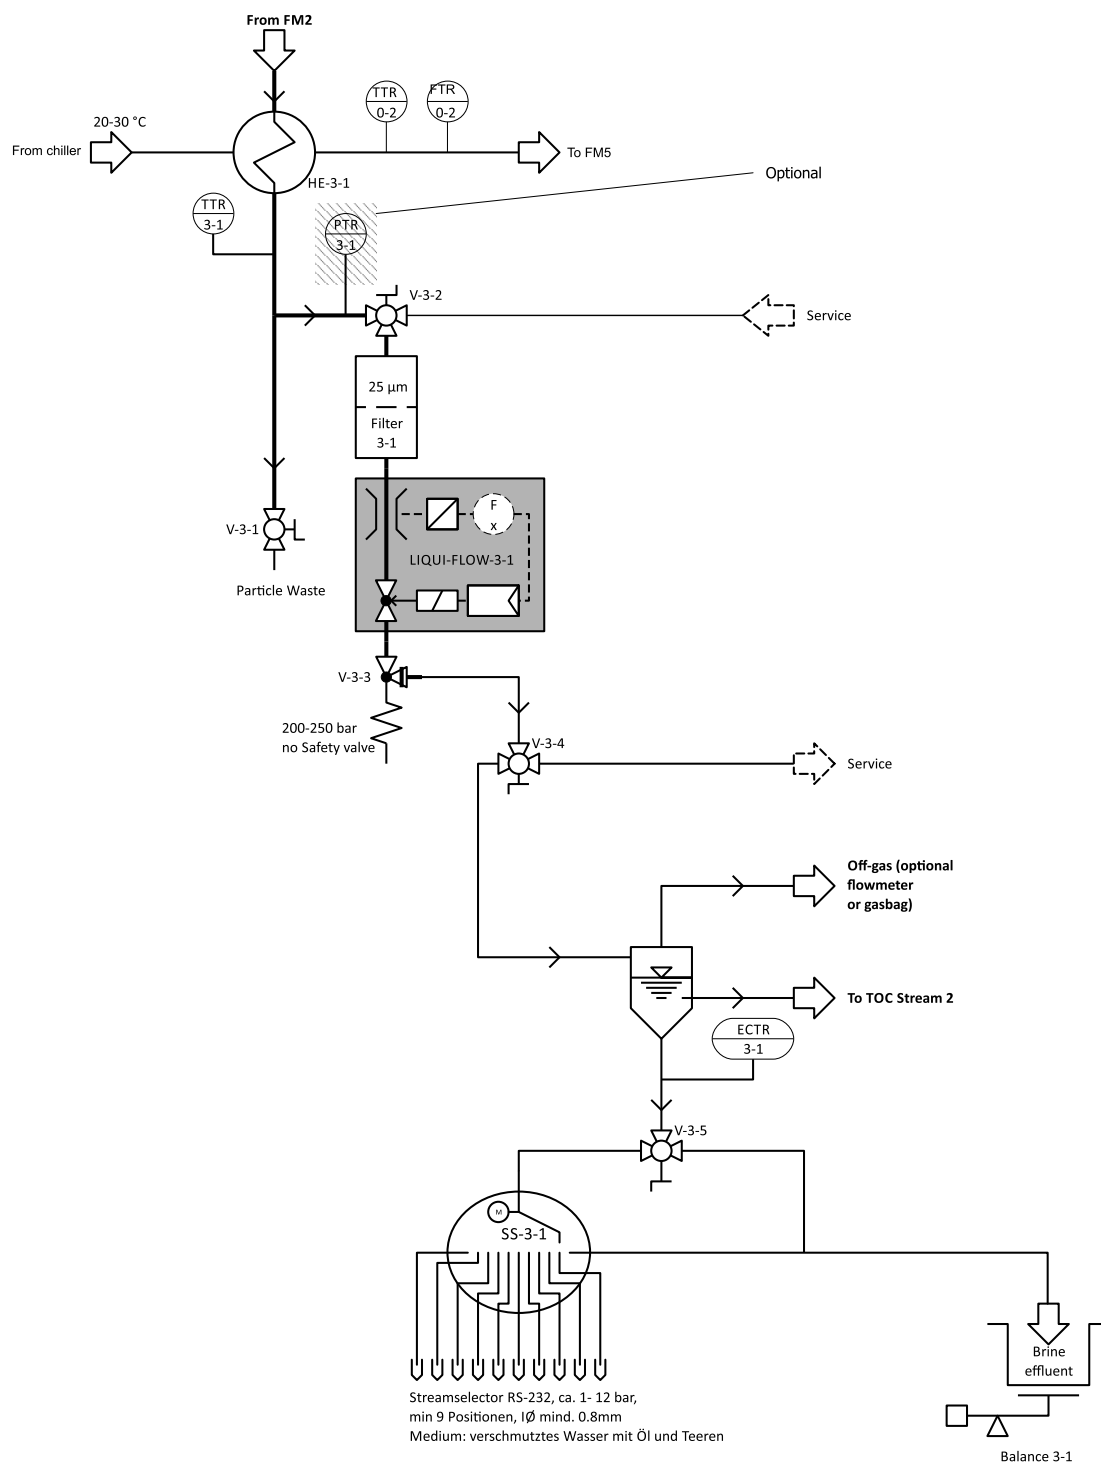 From FM2
20-30 °C
From chiller
TTR
0-2
FTR
0-2
To FM5
HE-3-1
Optional
TTR
3-1
PTR
3-1
V-3-2
Service
25 µm
Filter
3-1
V-3-1
Particle Waste
F
x
LIQUI-FLOW-3-1
V-3-3
200-250 bar
no Safety valve
V-3-4
Service
Off-gas (optional
flowmeter
or gasbag)
To TOC Stream 2
ECTR
3-1
V-3-5
M
SS-3-1
Brine
effluent
Streamselector RS-232, ca. 1- 12 bar,
min 9 Positionen, IØ mind. 0.8mm
Medium: verschmutztes Wasser mit Öl und Teeren
Balance 3-1